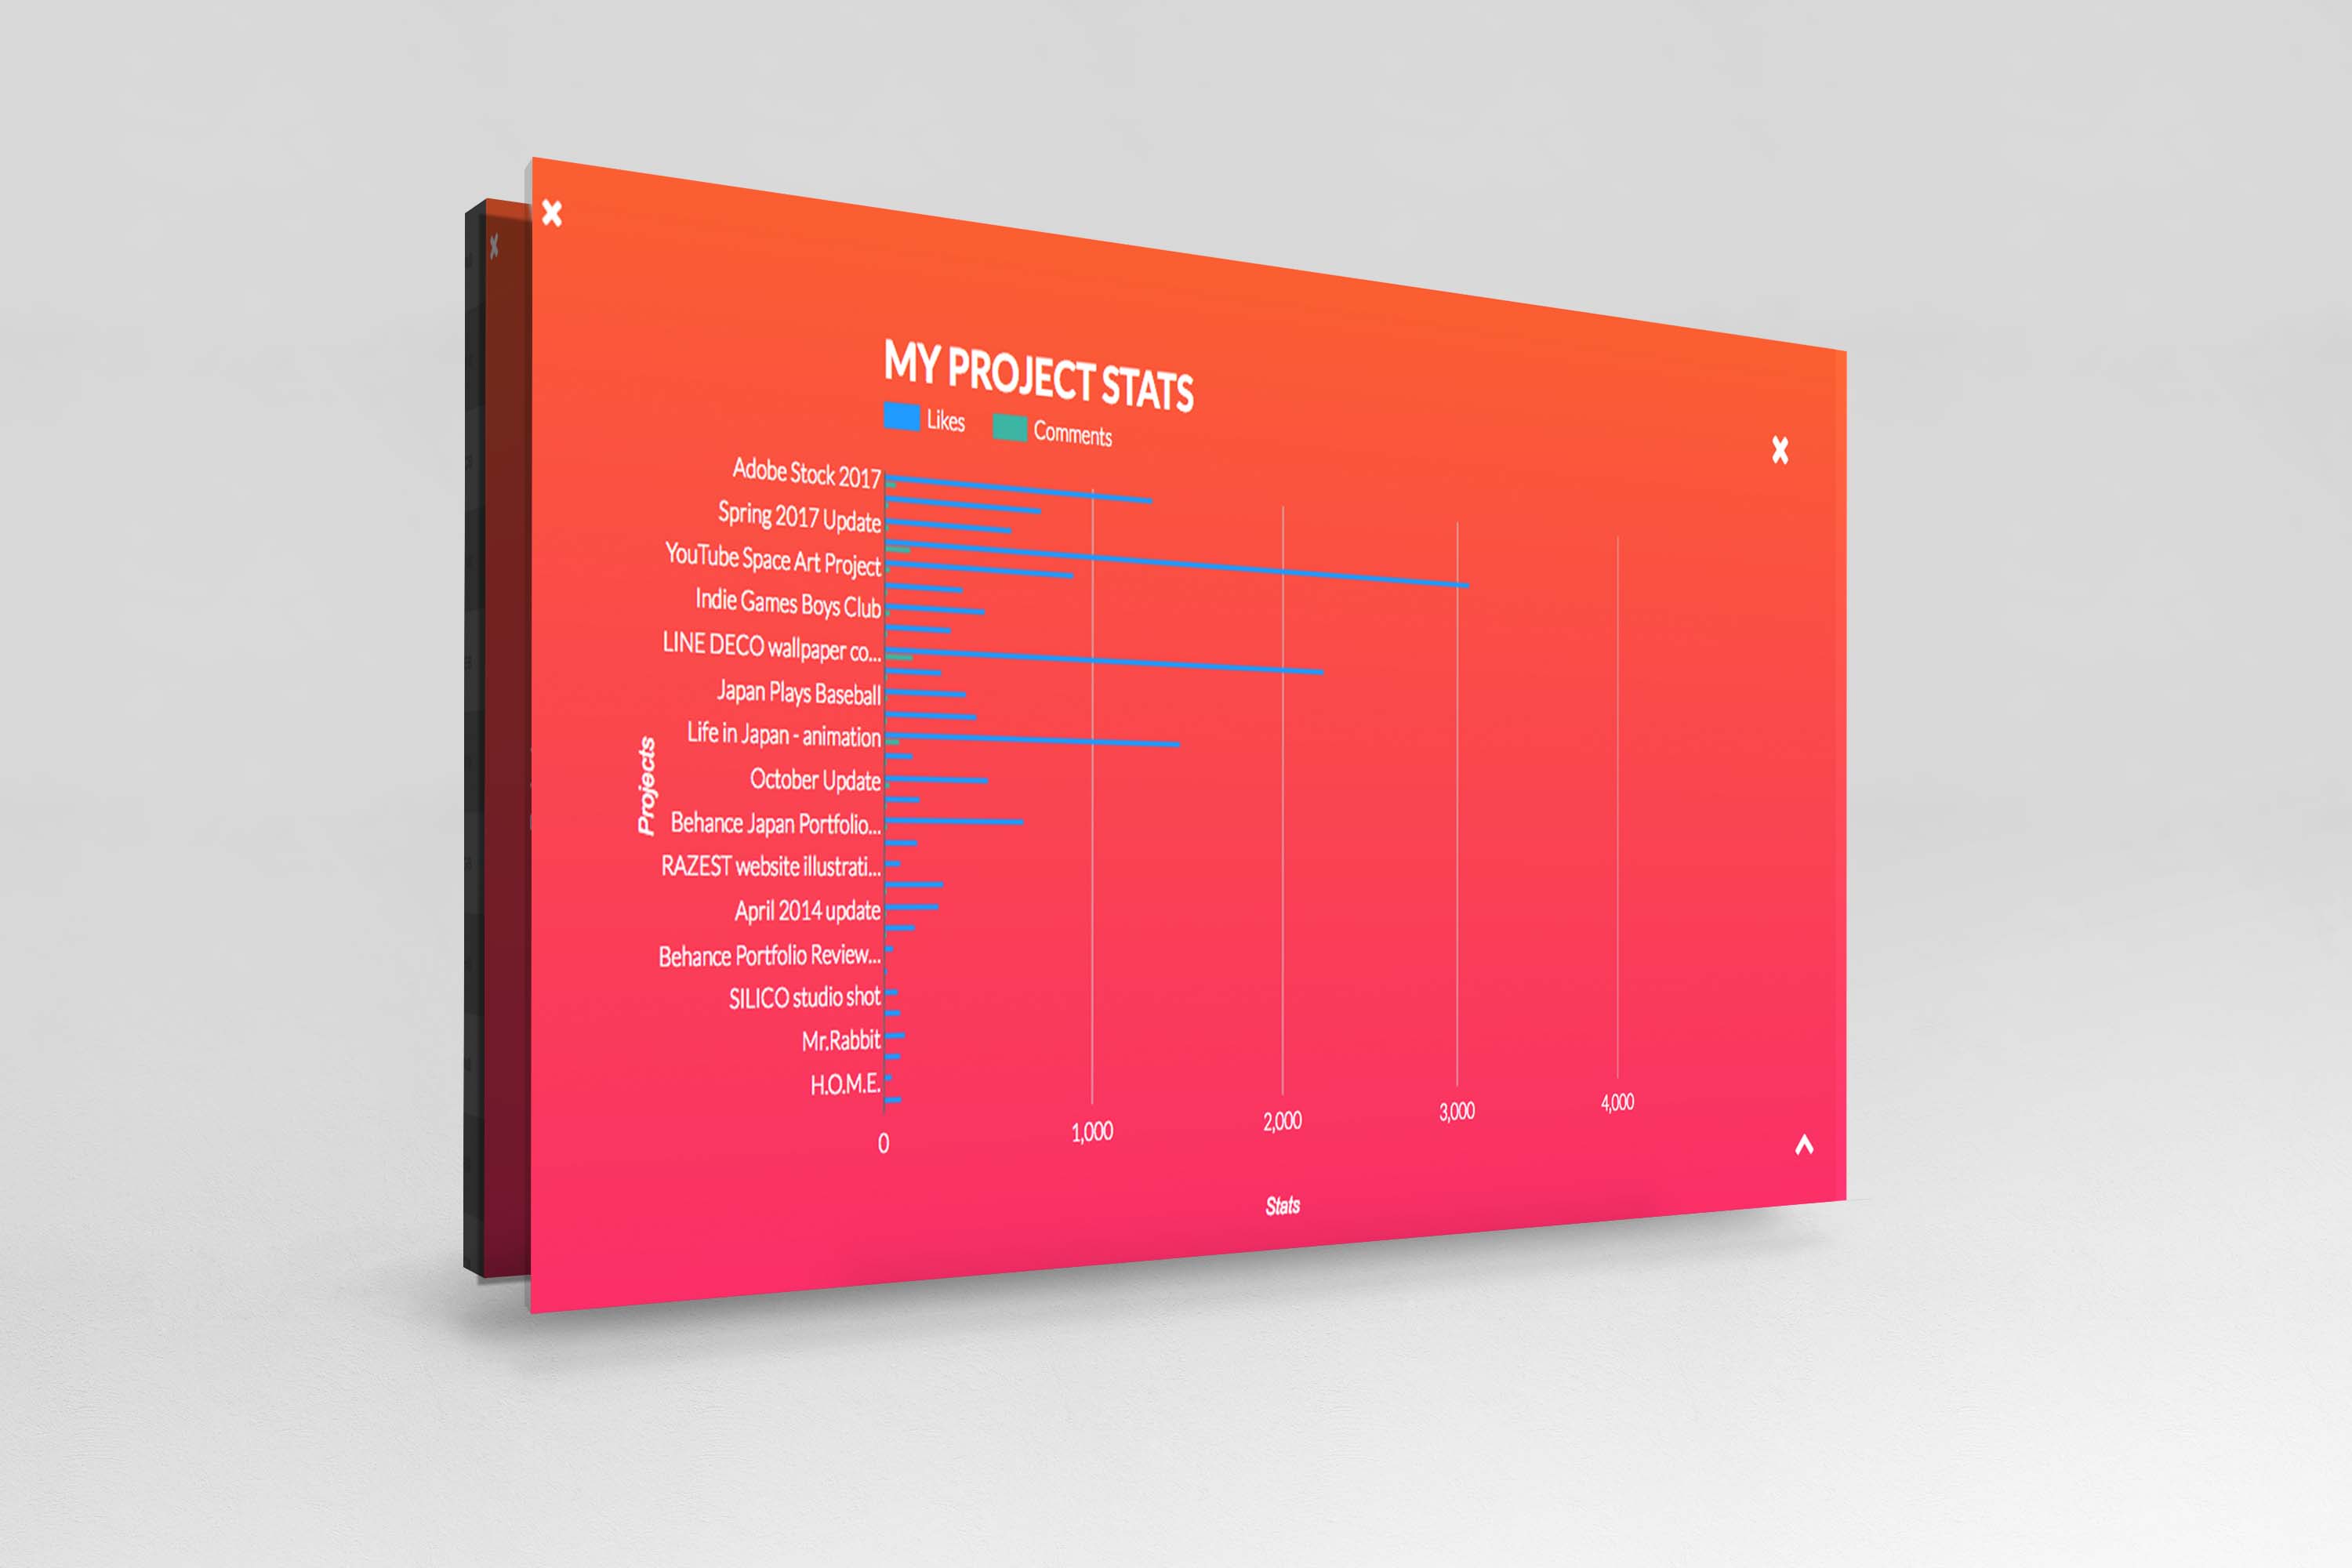 MY PROJECT STATS
Likes
Comments
Adobe Stock 2017
Spring 2017 Update
YouTube Space Art Project
Indie Games Boys Club
LINE DECO wallpaper co...
Japan Plays Baseball
Life in Japan - animation
October Update
Behance Japan Portfolio...
RAZEST website illustrati...
April 2014 update
Behance Portfolio Review...
SILICO studio shot
Mr.Rabbit
H.O.M.E.
Projects
0
1,000
2,000
3,000
4,000
Stats